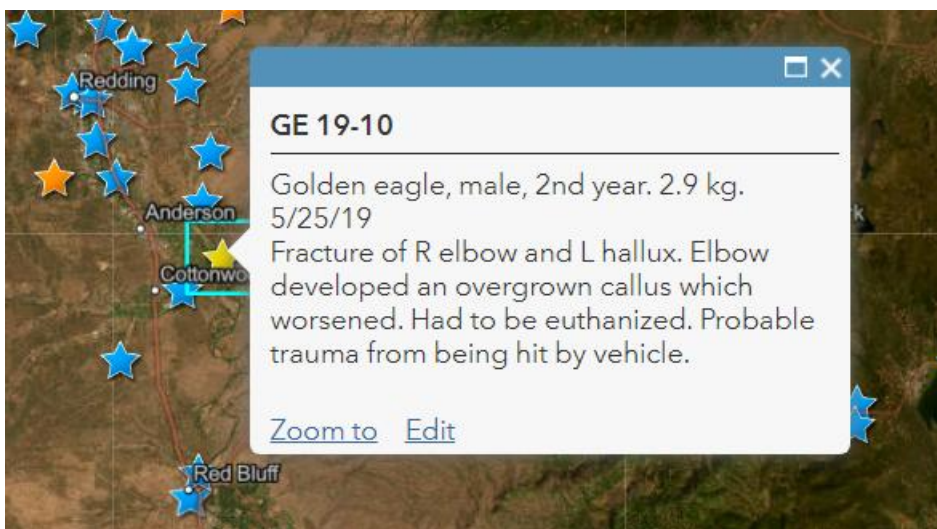 Redding
Anderson
Cottonwo
Red Bluff
GE 19-10
Golden eagle, male, 2nd year. 2.9 kg.
5/25/19
Fracture of R elbow and L hallux. Elbow
developed an overgrown callus which
worsened. Had to be euthanized. Probable
trauma from being hit by vehicle.
Zoom to Edit
k